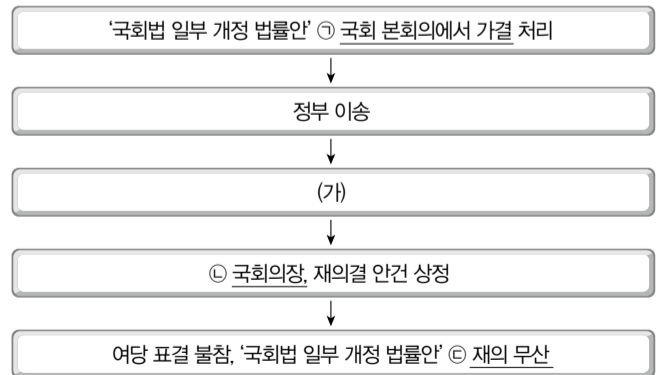 ‘국회법 일부 개정 법률안’ ㉠ 국회 본회의에서 가결 처리
정부 이송
(가)
㉡ 국회의장, 재의결 안건 상정
여당 표결 불참, ‘국회법 일부 개정 법률안’ ㉢ 재의 무산